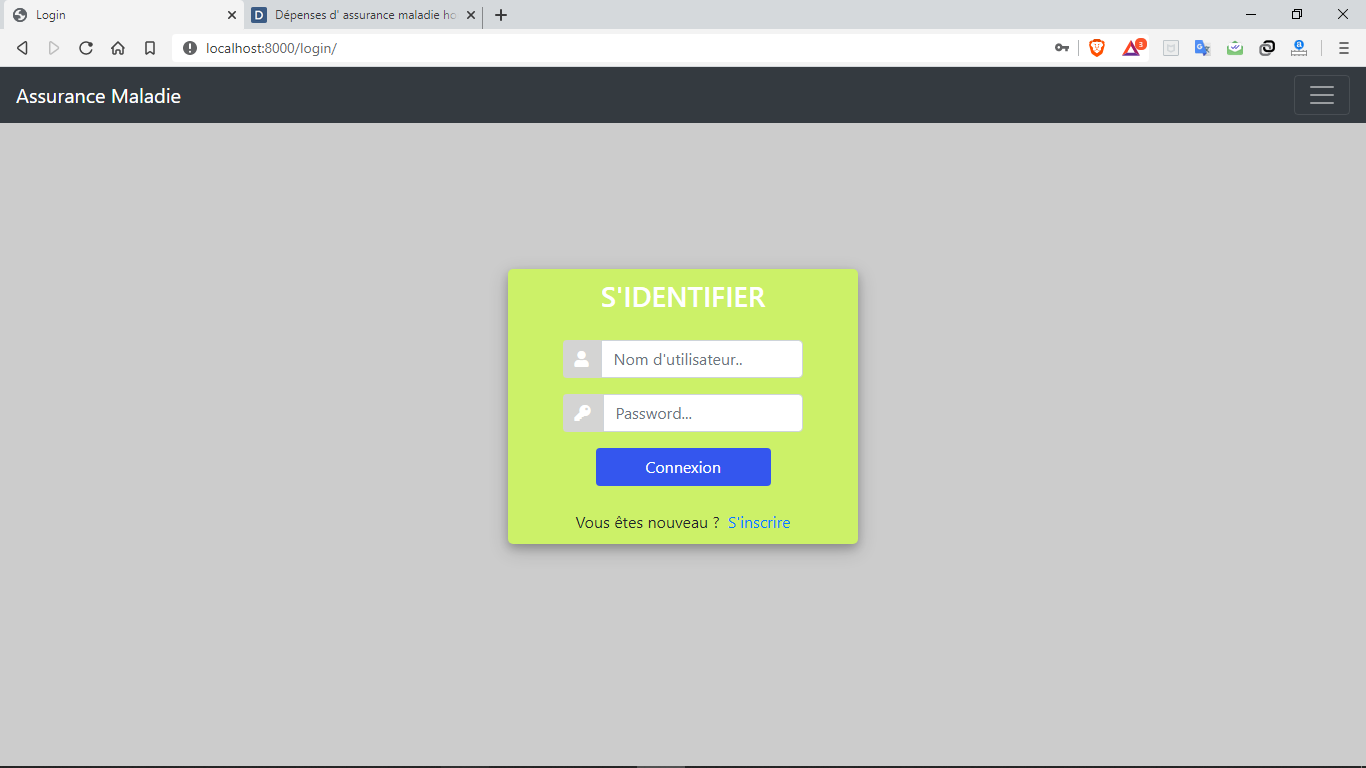 Login
Dépenses d' assurance maladie ho
localhost:8000/login/
3
Assurance Maladie
S'IDENTIFIER
Nom d'utilisateur..
Password...
Connexion
Vous êtes nouveau ? S'inscrire